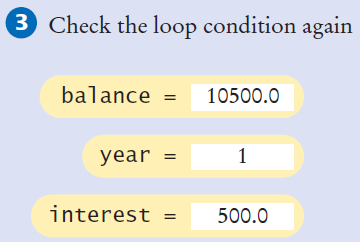 3 Check the loop condition again
balance = 10500.0
year = 1
interest = 500.0